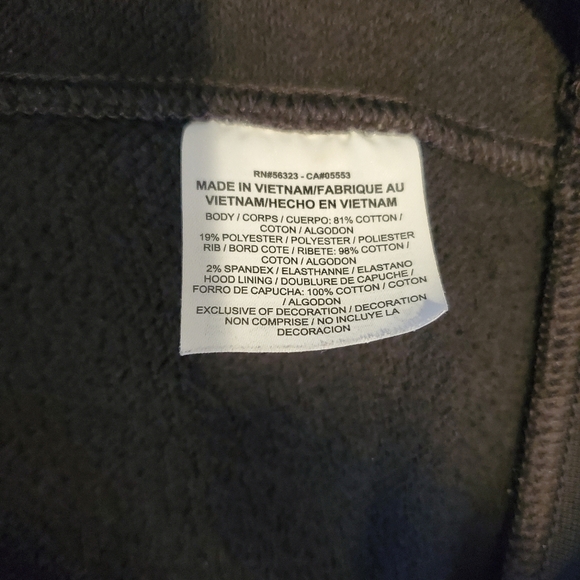 RN#56323 - CA#05553
MADE IN VIETNAM/FABRIQUE AU
VIETNAM/HECHO EN VIETNAM
BODY / CORPS / CUERPO: 81% COTTON /
COTON / ALGODON
19% POLYESTER / POLYESTER / POLIESTER
RIB / BORD COTE / RIBETE: 98% COTTON /
COTON / ALGODON
2% SPANDEX / ELASTHANNE / ELASTANO
HOOD LINING / DOUBLURE DE CAPUCHE /
FORRO DE CAPUCHA: 100% COTTON / COTON
/ ALGODON
EXCLUSIVE OF DECORATION / DECORATION
NON COMPRISE / NO INCLUYE LA
DECORACION